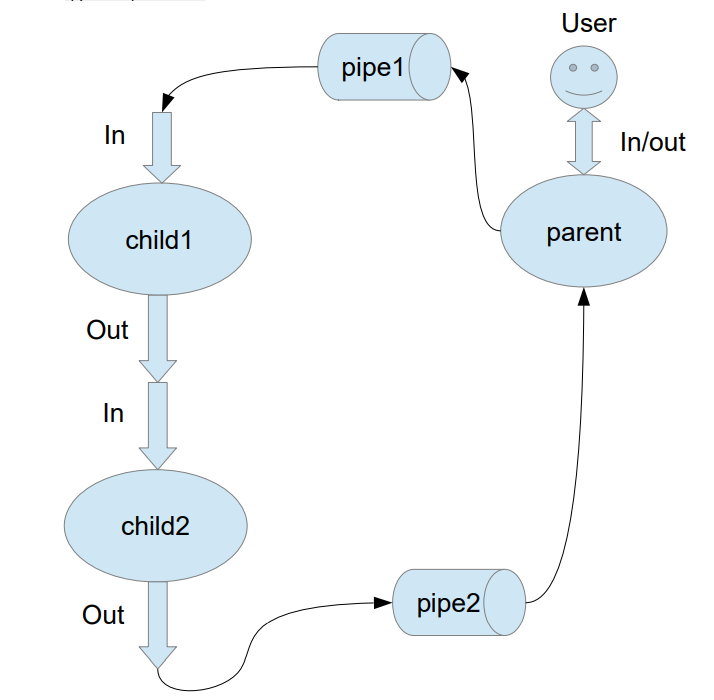 User
pipe1
In
In/out
child1
parent
Out
In
child2
pipe2
Out